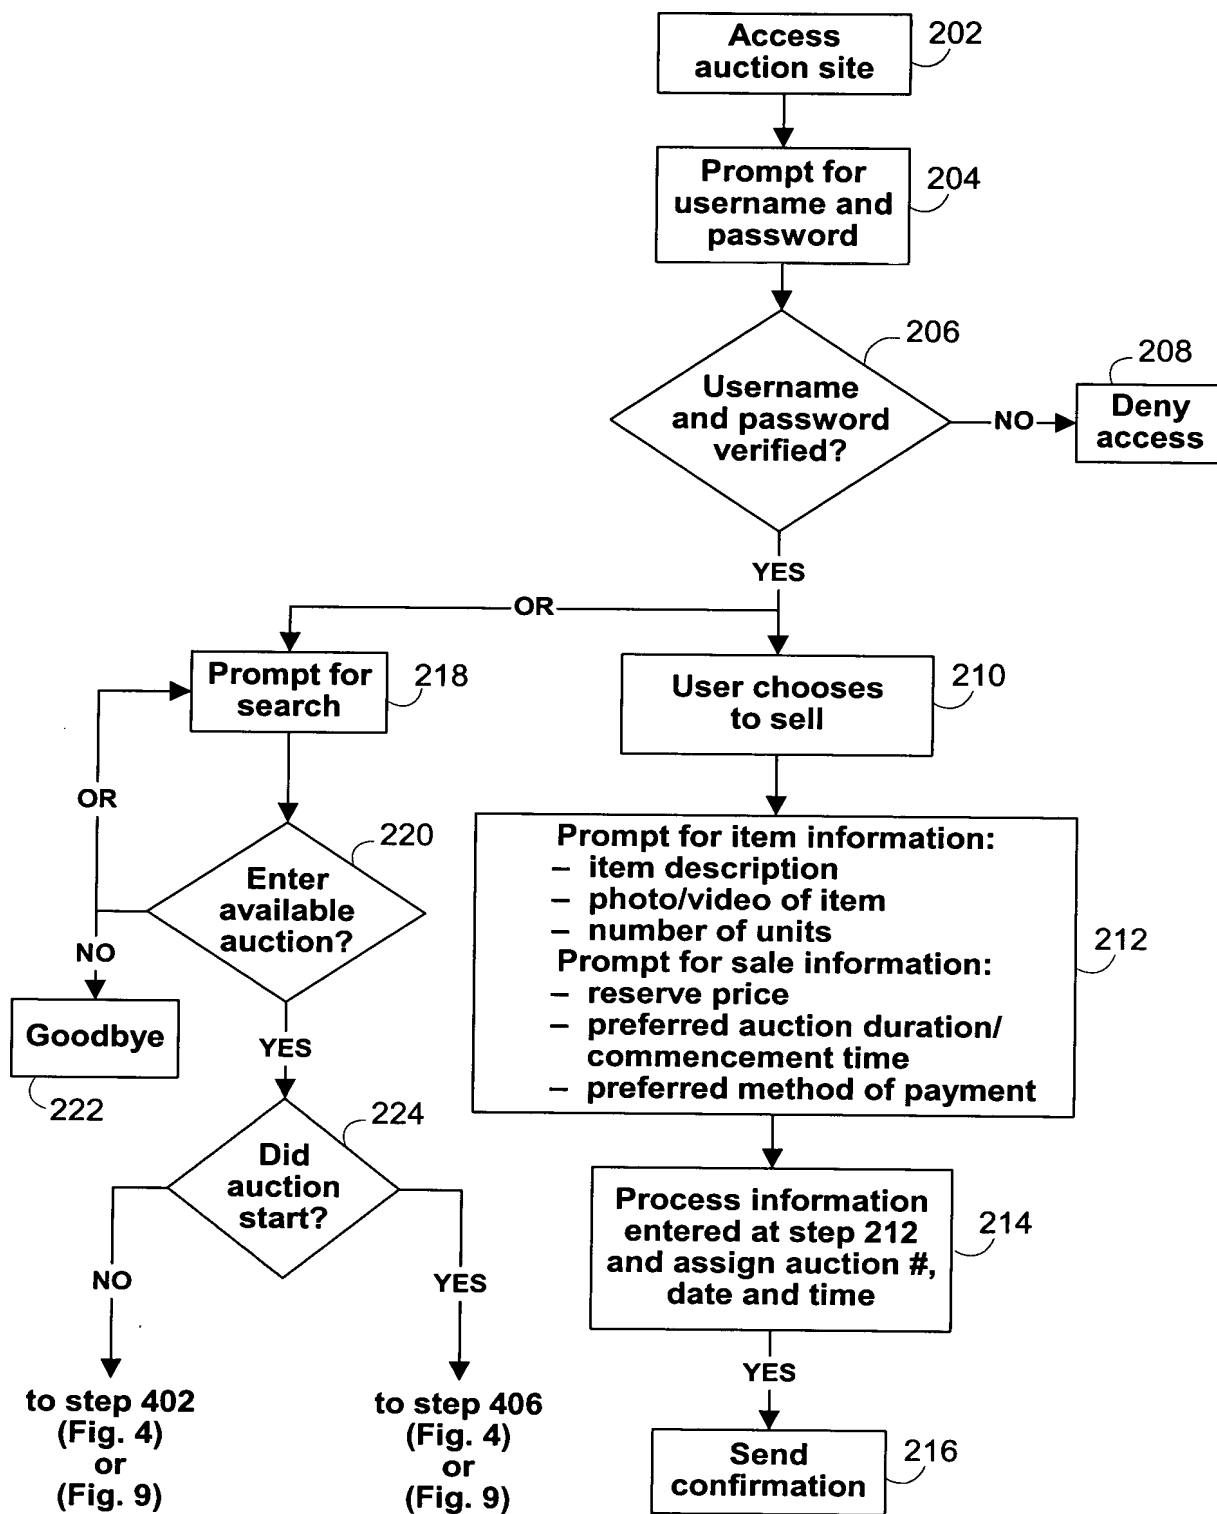 Access
auction site
202
Prompt for
username and
password
204
206
Username
and password
verified?
NO
208
Deny
access
YES
OR
Prompt for
search
218
User chooses
to sell
210
OR
220
Enter
available
auction?
NO
Goodbye
222
YES
Prompt for item information:
– item description
– photo/video of item
– number of units
Prompt for sale information:
– reserve price
– preferred auction duration/
commencement time
– preferred method of payment
212
224
Did
auction
start?
NO
YES
to step 402
(Fig. 4)
or
(Fig. 9)
to step 406
(Fig. 4)
or
(Fig. 9)
Process information
entered at step 212
and assign auction #,
date and time
214
YES
Send
confirmation
216